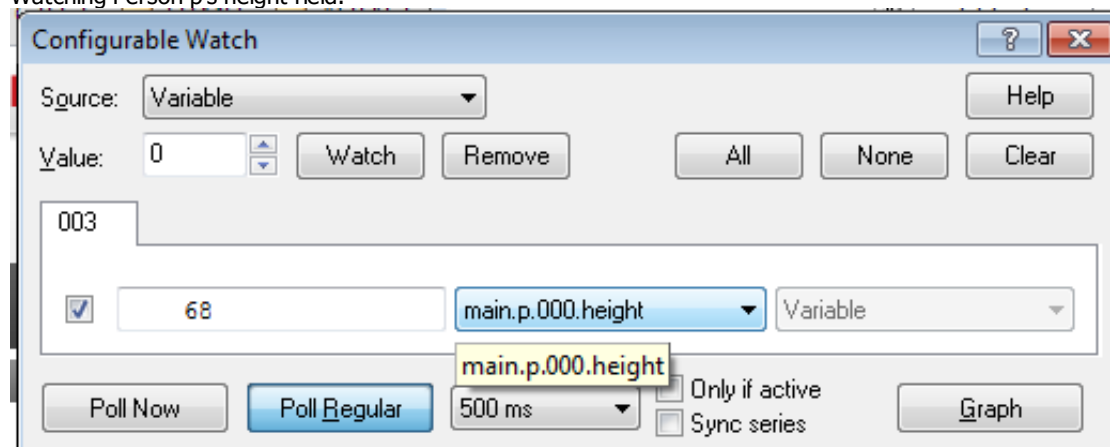 Watching Person p's height field.
Configurable Watch
Source: Variable Help
Value: 0 Watch Remove All None Clear
003
68 main.p.000.height Variable
main.p.000.height
Poll Now Poll Regular 500 ms Only if active Graph
Sync series